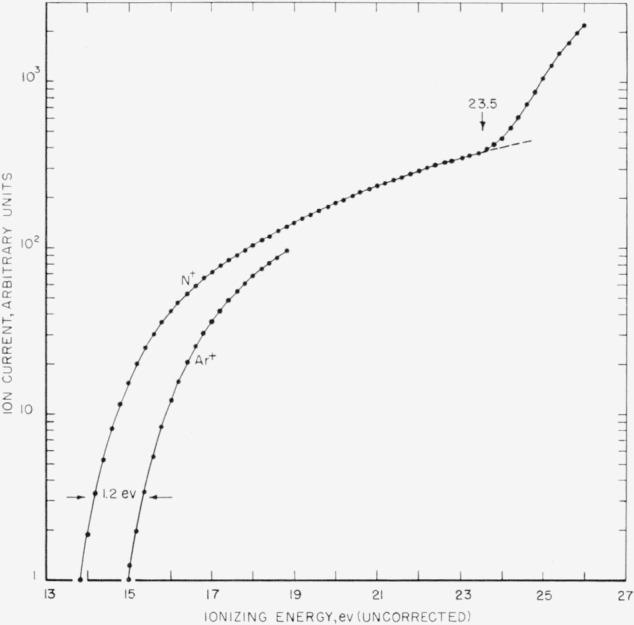 10³
23.5
10²
N⁺
Ar⁺
10
1.2 ev
1
13
15
17
19
21
23
25
27
ION CURRENT, ARBITRARY UNITS
IONIZING ENERGY, ev (UNCORRECTED)